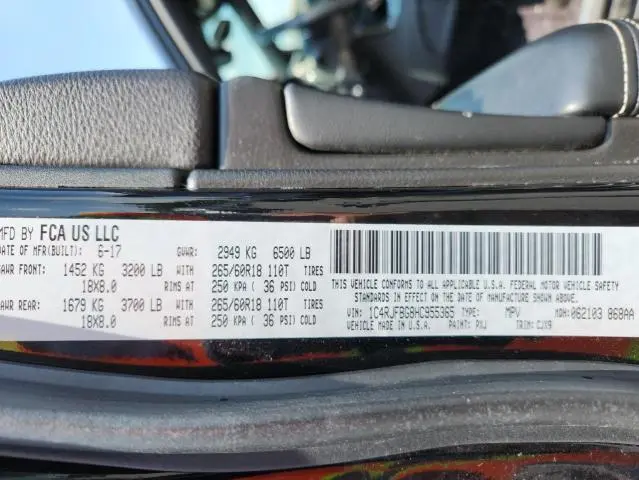 MFD BY FCA US LLC
DATE OF MFR(BUILT): 6-17 GVWR: 2949 KG 6500 LB
GAWR FRONT: 1452 KG 3200 LB WITH 265/60R18 110T TIRES
18X8.0 RIMS AT 250 KPA ( 36 PSI) COLD
GAWR REAR: 1679 KG 3700 LB WITH 265/60R18 110T TIRES
18X8.0 RIMS AT 250 KPA ( 36 PSI) COLD
THIS VEHICLE CONFORMS TO ALL APPLICABLE U.S.A. FEDERAL MOTOR VEHICLE SAFETY
STANDARDS IN EFFECT ON THE DATE OF MANUFACTURE SHOWN ABOVE.
VIN: 1C4RJFBG9HC955365 TYPE: MPV MDH: 062103 868AA
VEHICLE MADE IN U.S.A. PAINT: PXJ TRIM: CJX9